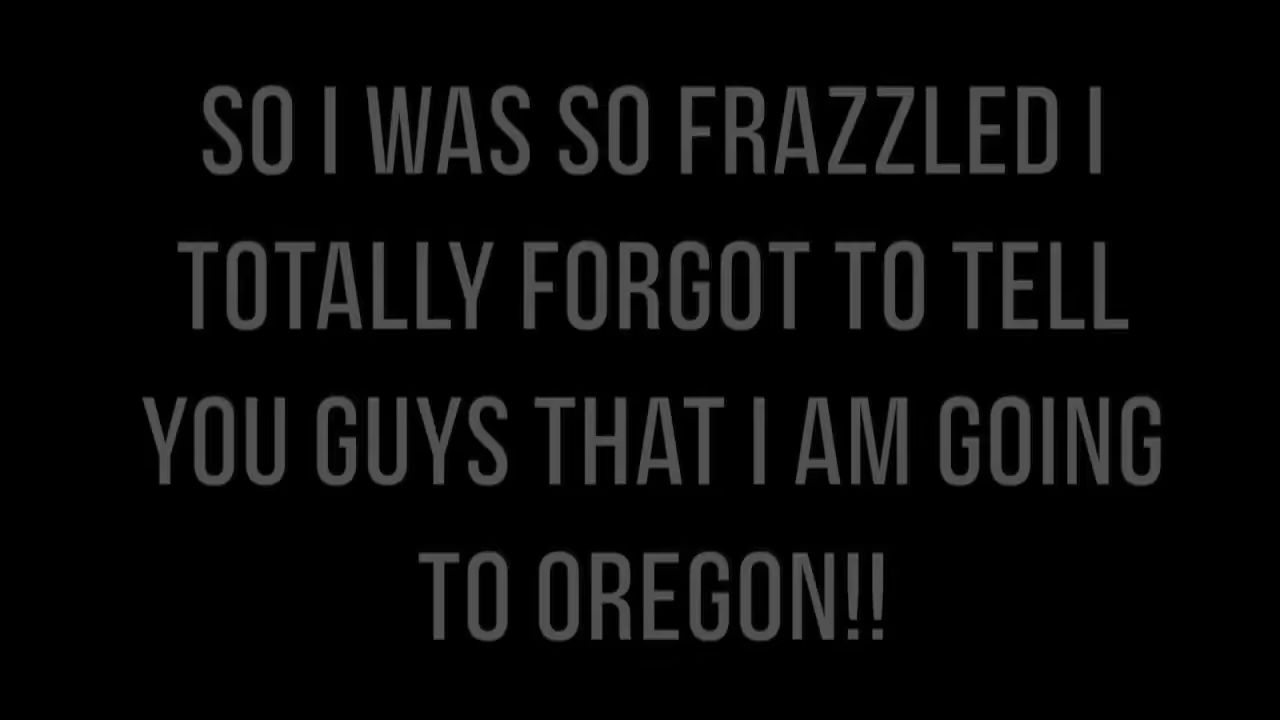 SO I WAS SO FRAZZLED I
TOTALLY FORGOT TO TELL
YOU GUYS THAT I AM GOING
TO OREGON!!